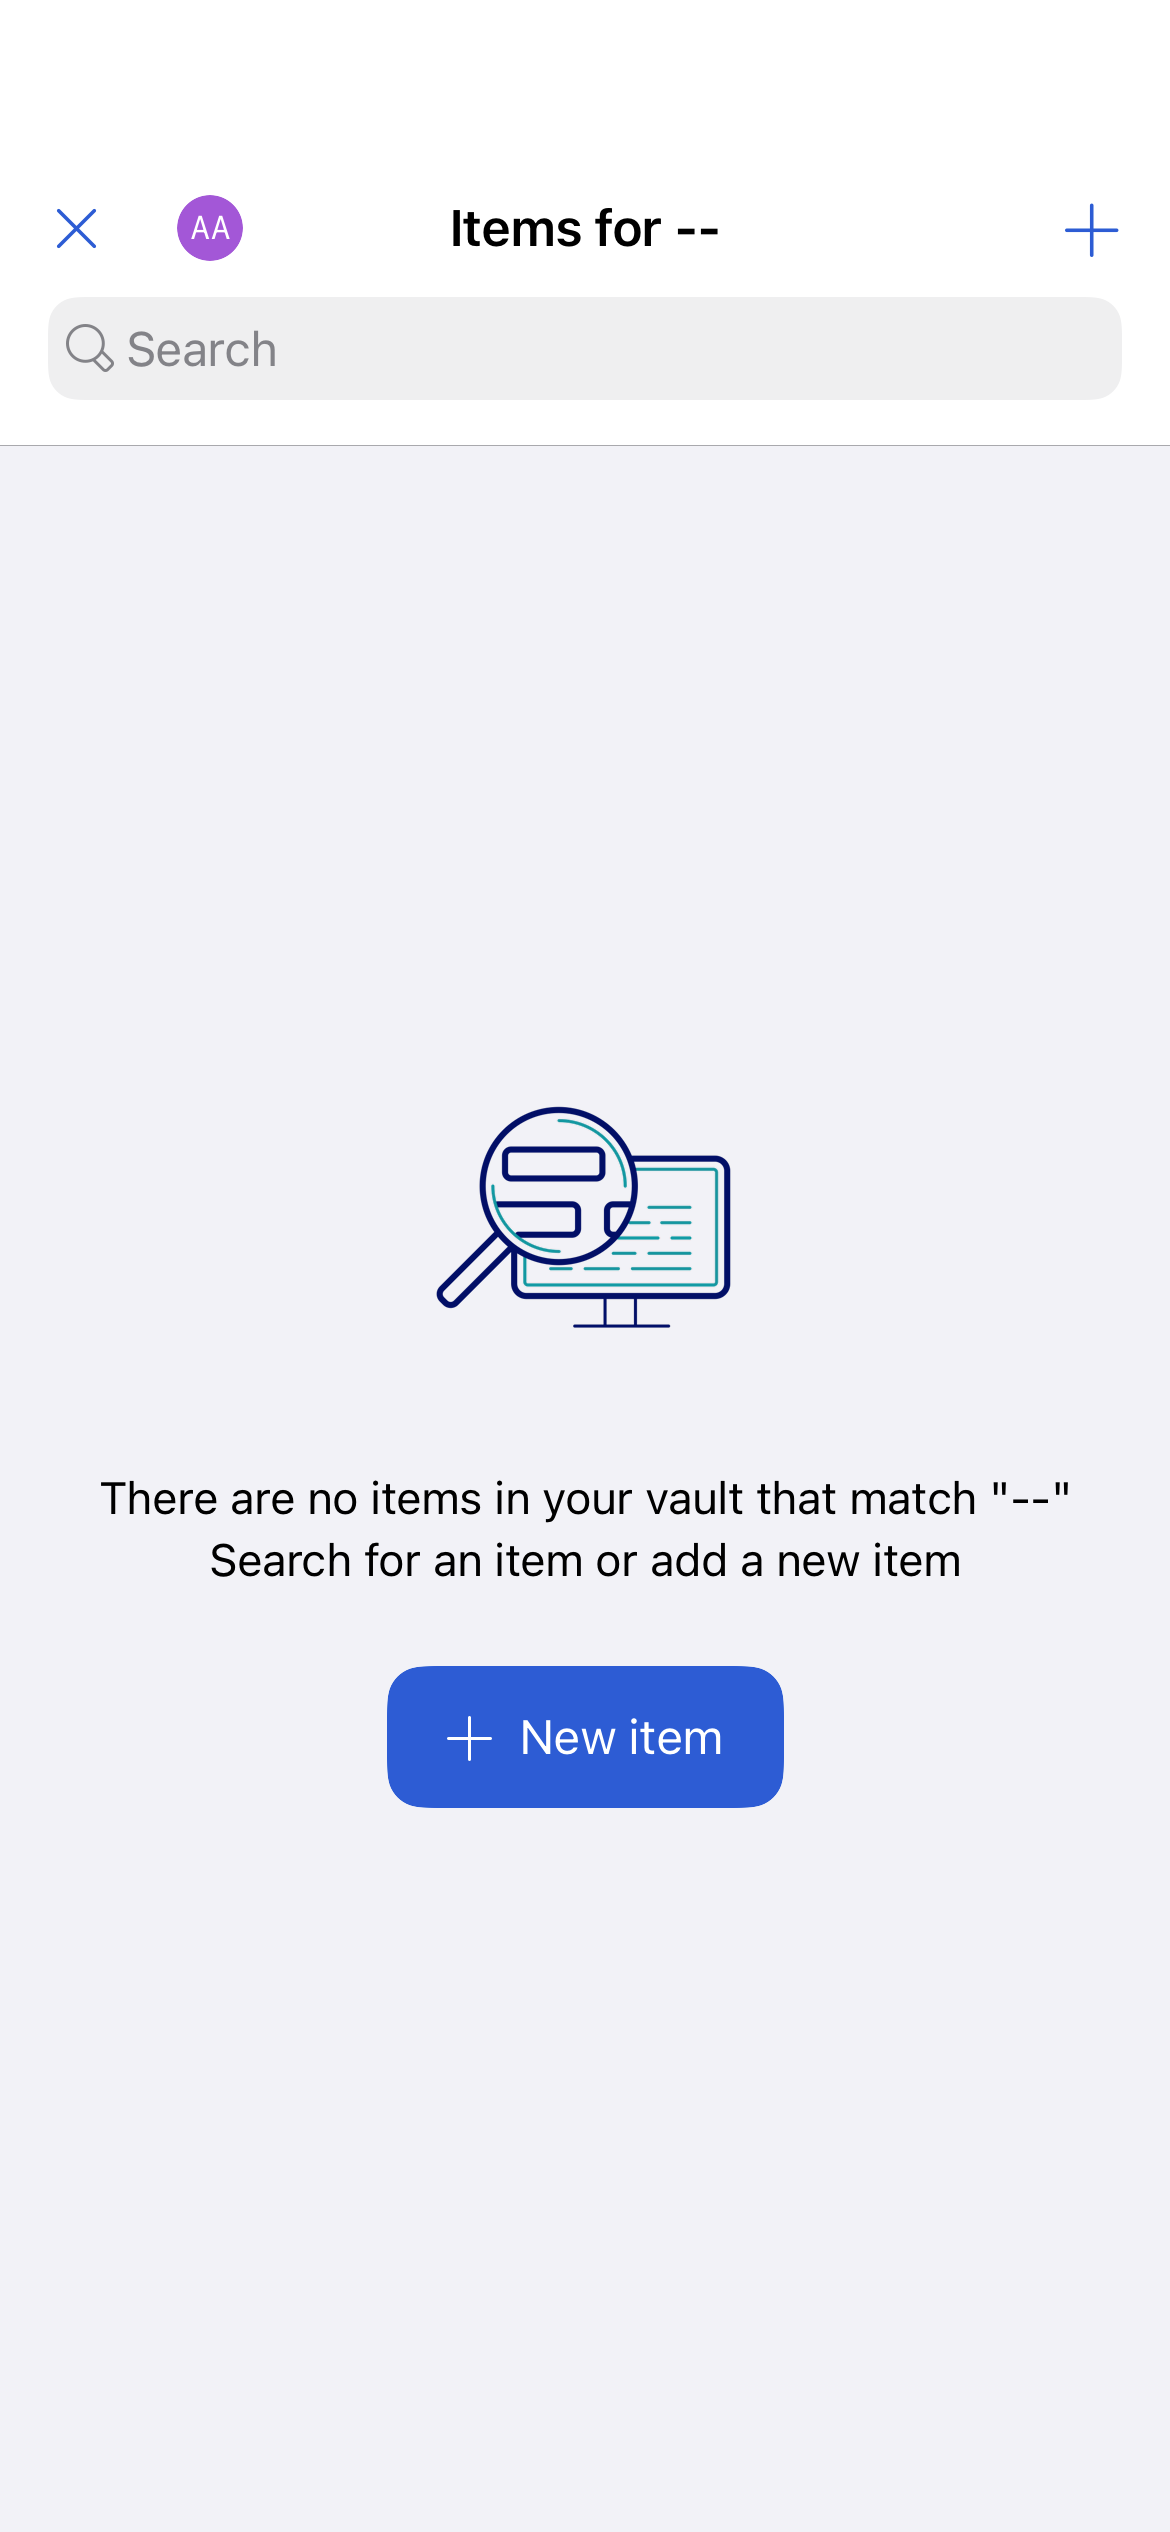 AA
Items for --
Search
There are no items in your vault that match "--"
Search for an item or add a new item
New item